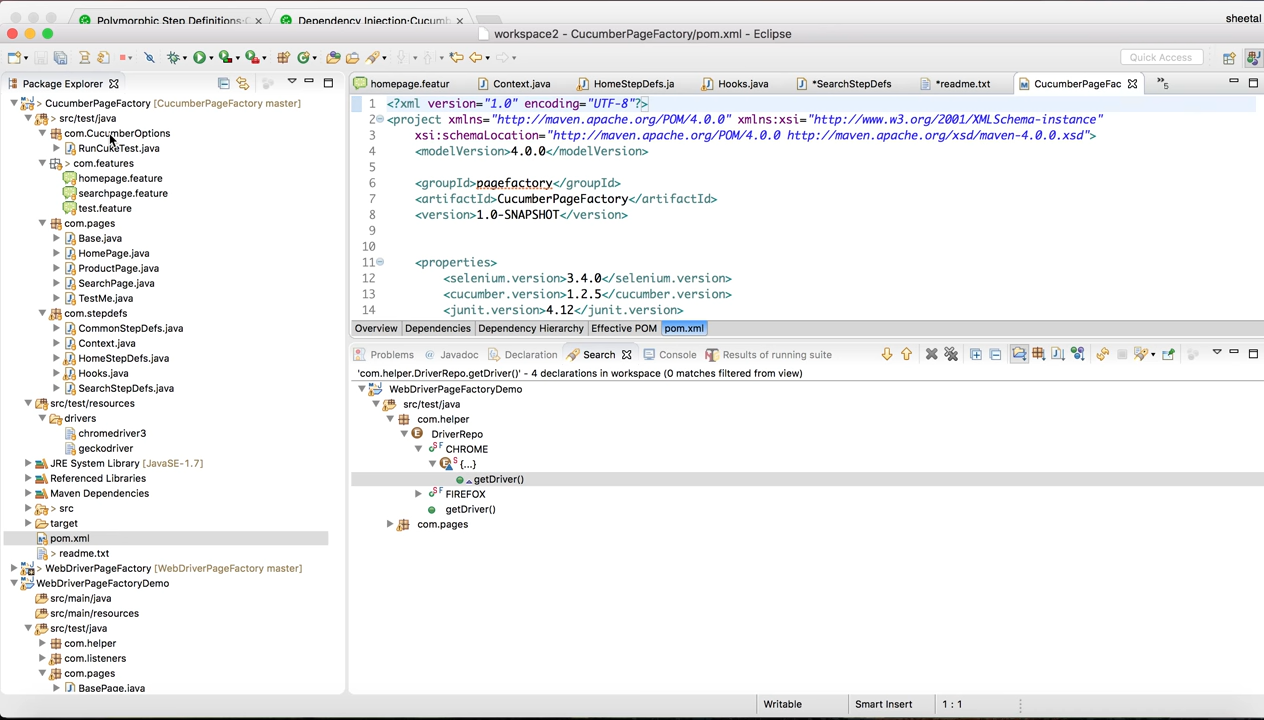 Polymorphic Step Definitions·C
Dependency Injection·Cucumb
sheetal
workspace2 - CucumberPageFactory/pom.xml - Eclipse
Quick Access
Package Explorer
homepage.featur
Context.java
HomeStepDefs.ja
Hooks.java
*SearchStepDefs
*readme.txt
CucumberPageFac
»5
> CucumberPageFactory [CucumberPageFactory master]
> src/test/java
com.CucumberOptions
RunCukeTest.java
> com.features
homepage.feature
searchpage.feature
test.feature
com.pages
Base.java
HomePage.java
ProductPage.java
SearchPage.java
TestMe.java
com.stepdefs
CommonStepDefs.java
Context.java
HomeStepDefs.java
Hooks.java
SearchStepDefs.java
src/test/resources
drivers
chromedriver3
geckodriver
JRE System Library [JavaSE-1.7]
Referenced Libraries
Maven Dependencies
> src
target
pom.xml
> readme.txt
> WebDriverPageFactory [WebDriverPageFactory master]
WebDriverPageFactoryDemo
src/main/java
src/main/resources
src/test/java
com.helper
com.listeners
com.pages
BasePage.java
1 <?xml version="1.0" encoding="UTF-8"?>
2 <project xmlns="http://maven.apache.org/POM/4.0.0" xmlns:xsi="http://www.w3.org/2001/XMLSchema-instance"
3 xsi:schemaLocation="http://maven.apache.org/POM/4.0.0 http://maven.apache.org/xsd/maven-4.0.0.xsd">
4 <modelVersion>4.0.0</modelVersion>
5
6 <groupId>pagefactory</groupId>
7 <artifactId>CucumberPageFactory</artifactId>
8 <version>1.0-SNAPSHOT</version>
9
10
11 <properties>
12 <selenium.version>3.4.0</selenium.version>
13 <cucumber.version>1.2.5</cucumber.version>
14 <junit.version>4.12</junit.version>
Overview Dependencies Dependency Hierarchy Effective POM pom.xml
Problems @ Javadoc Declaration Search Console Results of running suite
'com.helper.DriverRepo.getDriver()' - 4 declarations in workspace (0 matches filtered from view)
WebDriverPageFactoryDemo
src/test/java
com.helper
DriverRepo
CHROME
{...}
getDriver()
FIREFOX
getDriver()
com.pages
Writable
Smart Insert
1 : 1